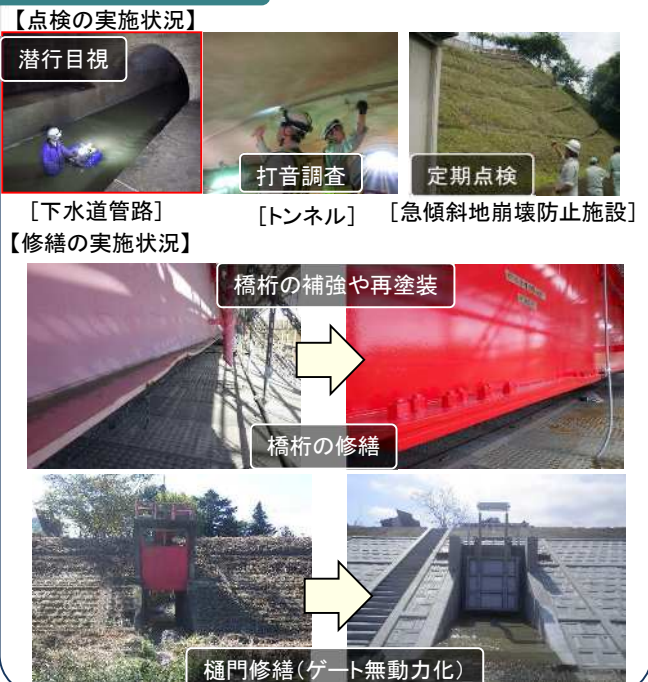 【点検の実施状況】
潜行目視
打音調査
定期点検
[下水道管路]
[トンネル]
[急傾斜地崩壊防止施設]
【修繕の実施状況】
橋桁の補強や再塗装
橋桁の修繕
樋門修繕(ゲート無動力化)